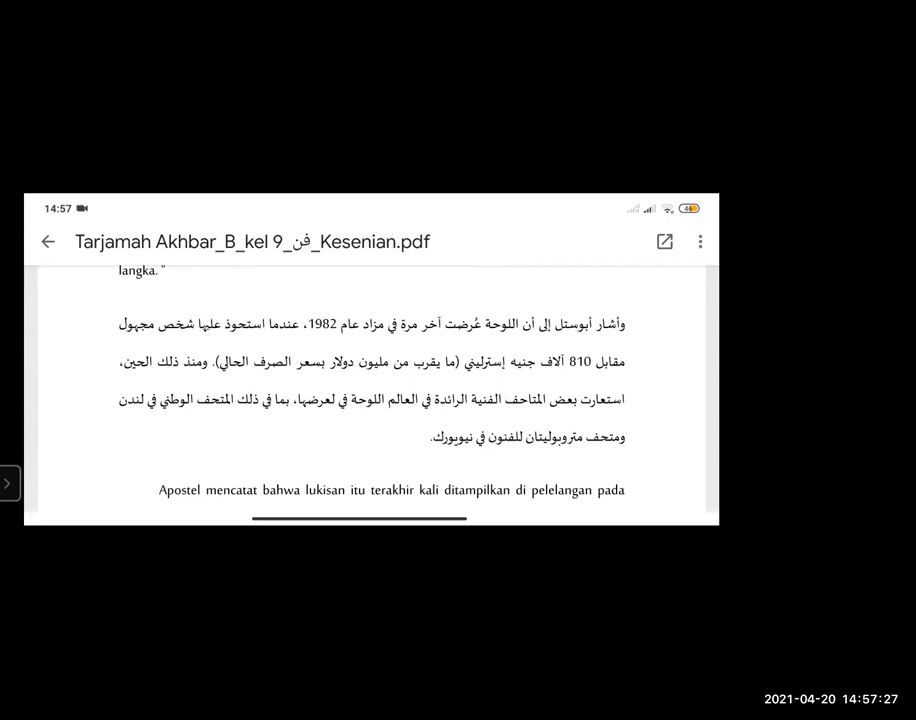 14:57
46
Tarjamah Akhbar_B_kel 9_فن_Kesenian.pdf
langka."
وأشار أبوستل إلى أن اللوحة عُرضت آخر مرة في مزاد عام 1982، عندما استحوذ عليها شخص مجهول
مقابل 810 آلاف جنيه إسترليني (ما يقرب من مليون دولار بسعر الصرف الحالي). ومنذ ذلك الحين،
استعارت بعض المتاحف الفنية الرائدة في العالم اللوحة في لعرضها، بما في ذلك المتحف الوطني في لندن
ومتحف متروبوليتان للفنون في نيويورك.
Apostel mencatat bahwa lukisan itu terakhir kali ditampilkan di pelelangan pada
2021-04-20 14:57:27